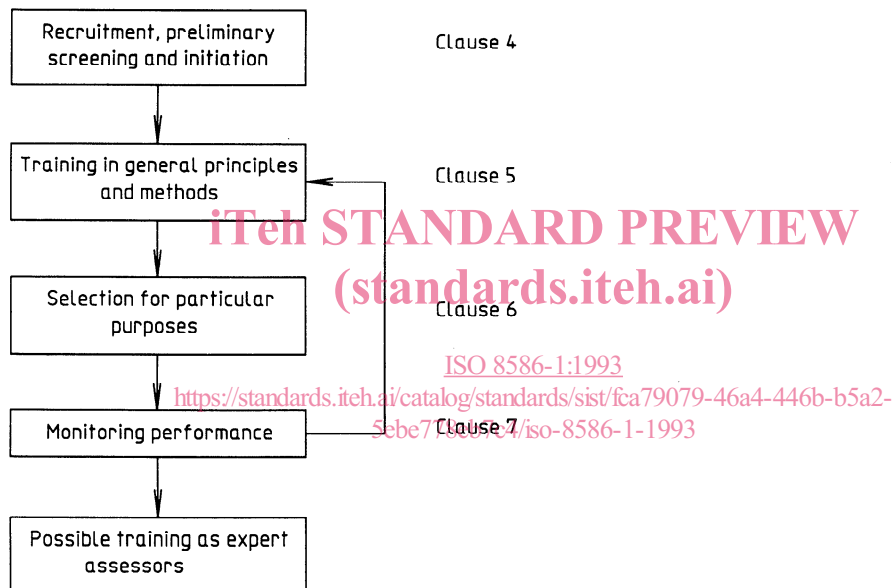 Recruitment, preliminary
screening and initiation
Clause 4
Training in general principles
and methods
Clause 5
iTeh STANDARD PREVIEW
(standards.iteh.ai)
Selection for particular
purposes
Clause 6
ISO 8586-1:1993
https://standards.iteh.ai/catalog/standards/sist/fca79079-46a4-446b-b5a2-
Monitoring performance
Clause 7
5ebe778eb7e4/iso-8586-1-1993
Possible training as expert
assessors